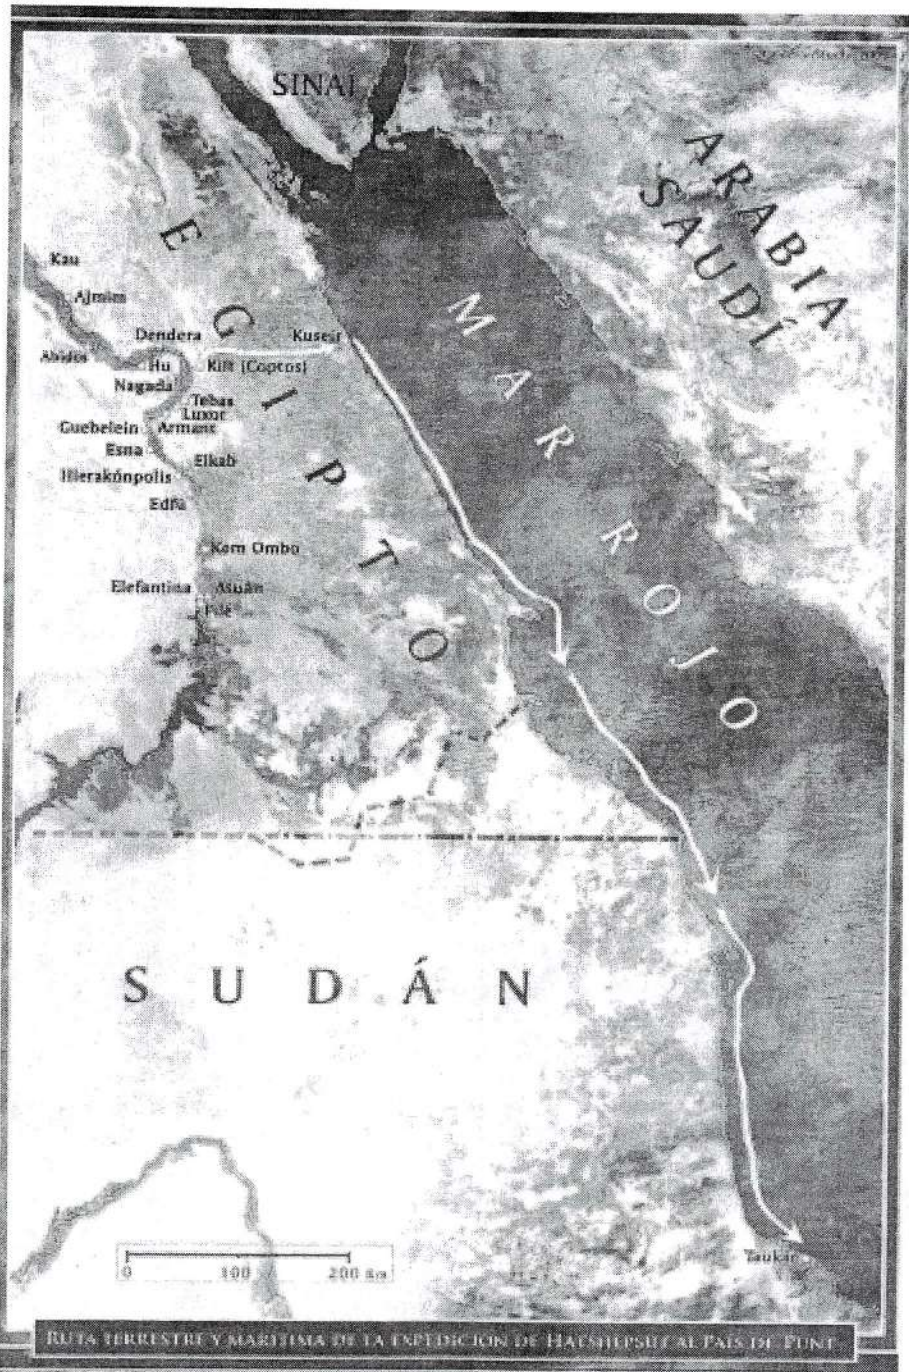 SINAI
ARABIA
SAUDÍ
EGIPTO
MAR ROJO
Kau
Ajmim
Dendera
Kuseir
Abidos
Hu
Kift (Coptos)
Nagada
Tebas
Luxor
Guebelein
Armant
Esna
Elkab
Hierakónpolis
Edfú
Kom Ombo
Elefantina
Asuán
Filé
SUDÁN
0 100 200 Km
Taukar
RUTA TERRESTRE Y MARÍTIMA DE LA EXPEDICIÓN DE HATSHEPSUT AL PAÍS DE PUNT